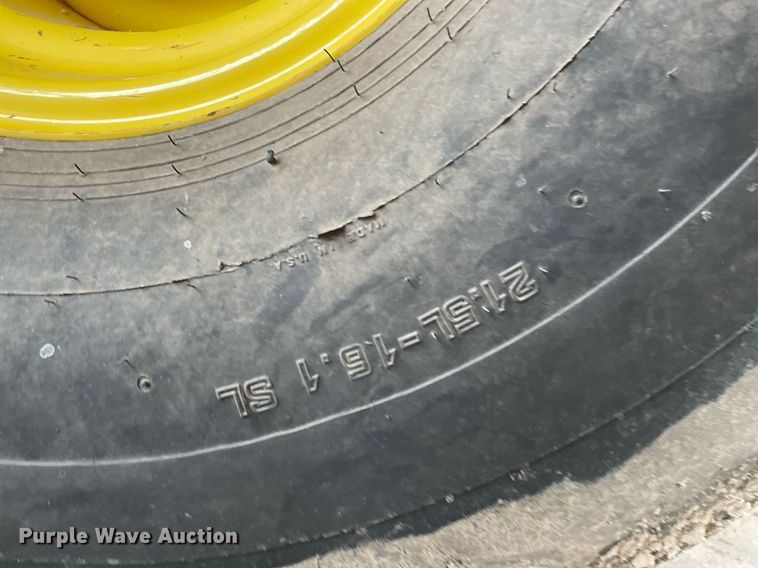 MADE IN U.S.A
21.5L-16.1 SL
Purple Wave Auction